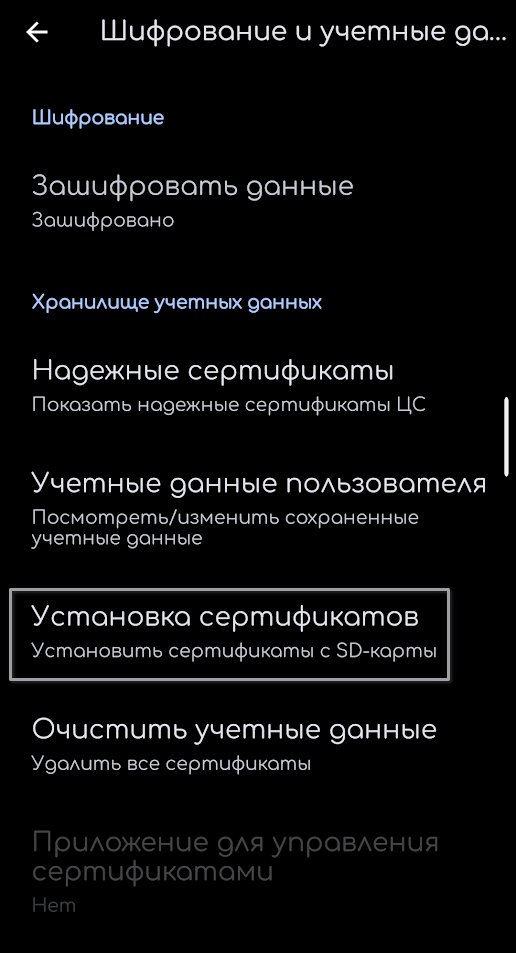 Шифрование и учетные да...
Шифрование
Зашифровать данные
Зашифровано
Хранилище учетных данных
Надежные сертификаты
Показать надежные сертификаты ЦС
Учетные данные пользователя
Посмотреть/изменить сохраненные
учетные данные
Установка сертификатов
Установить сертификаты с SD-карты
Очистить учетные данные
Удалить все сертификаты
Приложение для управления
сертификатами
Нет